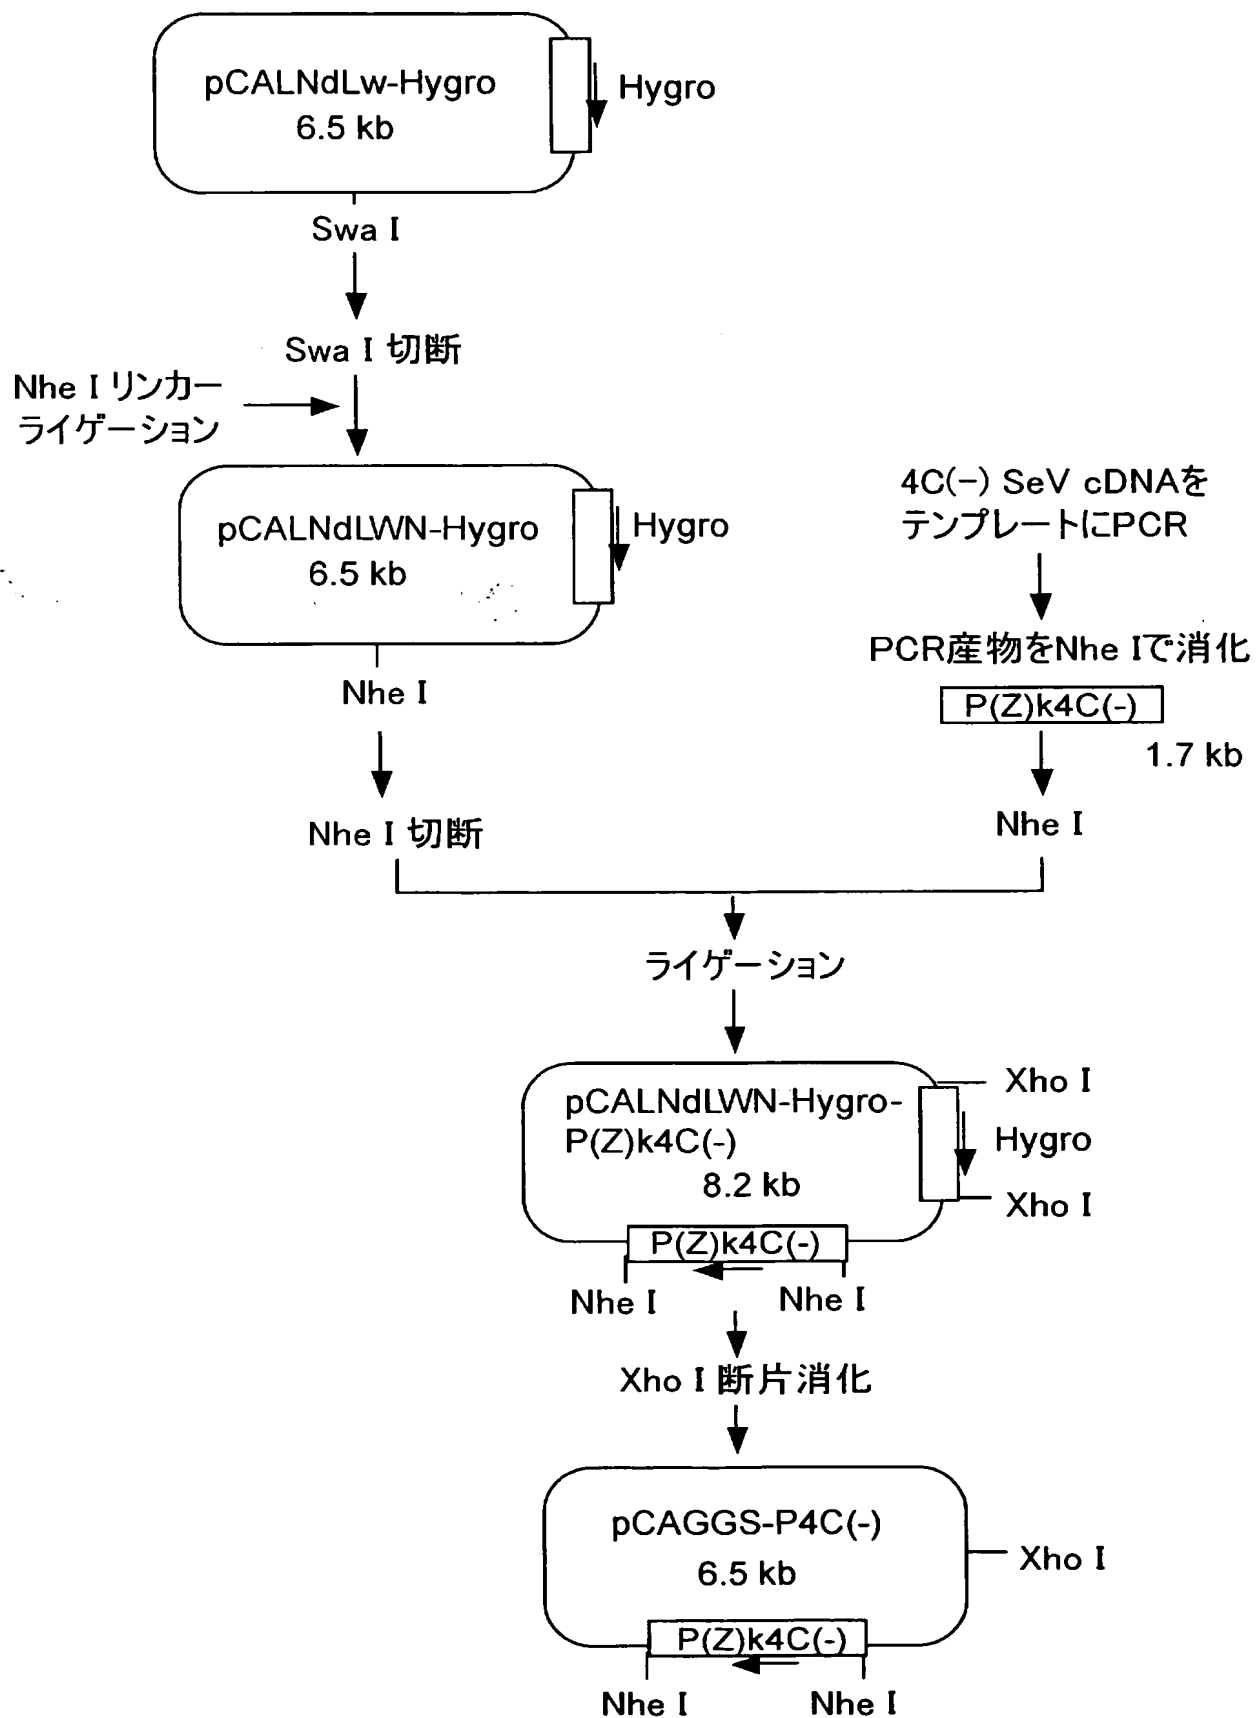 pCALNdLw-Hygro
6.5 kb
Hygro
Swa I
Swa I 切断
Nhe I リンカー
ライゲーション
pCALNdLWN-Hygro
6.5 kb
Hygro
Nhe I
Nhe I 切断
4C(-) SeV cDNAを
テンプレートにPCR
PCR産物をNhe Iで消化
P(Z)k4C(-)
1.7 kb
Nhe I
ライゲーション
pCALNdLWN-Hygro-
P(Z)k4C(-)
8.2 kb
Xho I
Hygro
Xho I
P(Z)k4C(-)
Nhe I
Nhe I
Xho I 断片消化
pCAGGS-P4C(-)
6.5 kb
Xho I
P(Z)k4C(-)
Nhe I
Nhe I